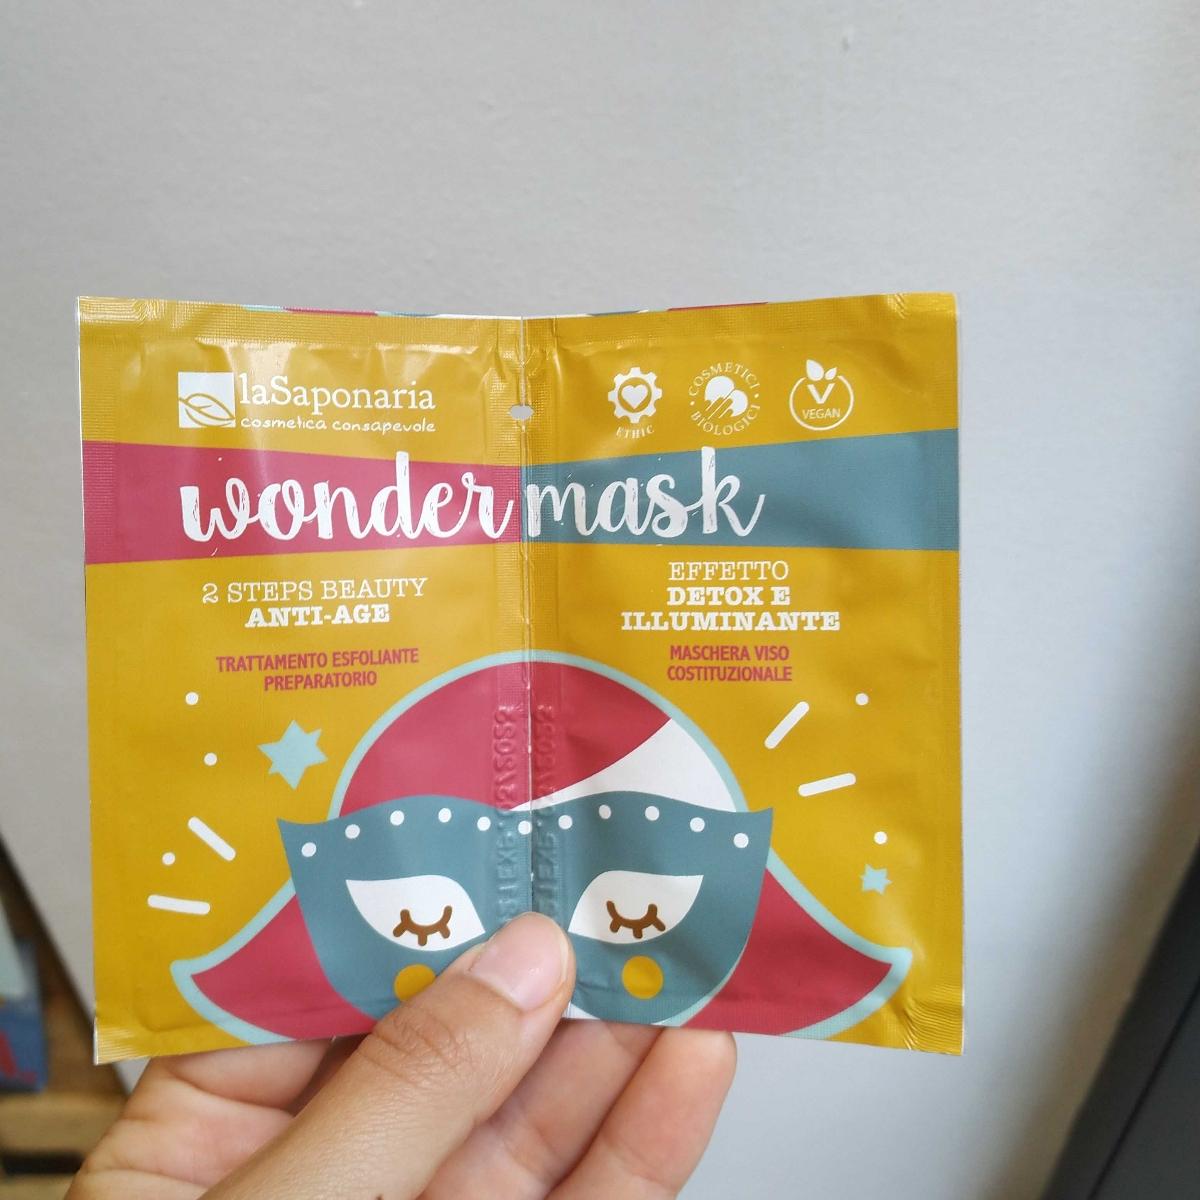 laSaponaria
cosmetica consapevole
ETHIC
COSMETICI
BIOLOGICI
VEGAN
wonder mask
2 STEPS BEAUTY
ANTI-AGE
TRATTAMENTO ESFOLIANTE
PREPARATORIO
EFFETTO
DETOX E
ILLUMINANTE
MASCHERA VISO
COSTITUZIONALE